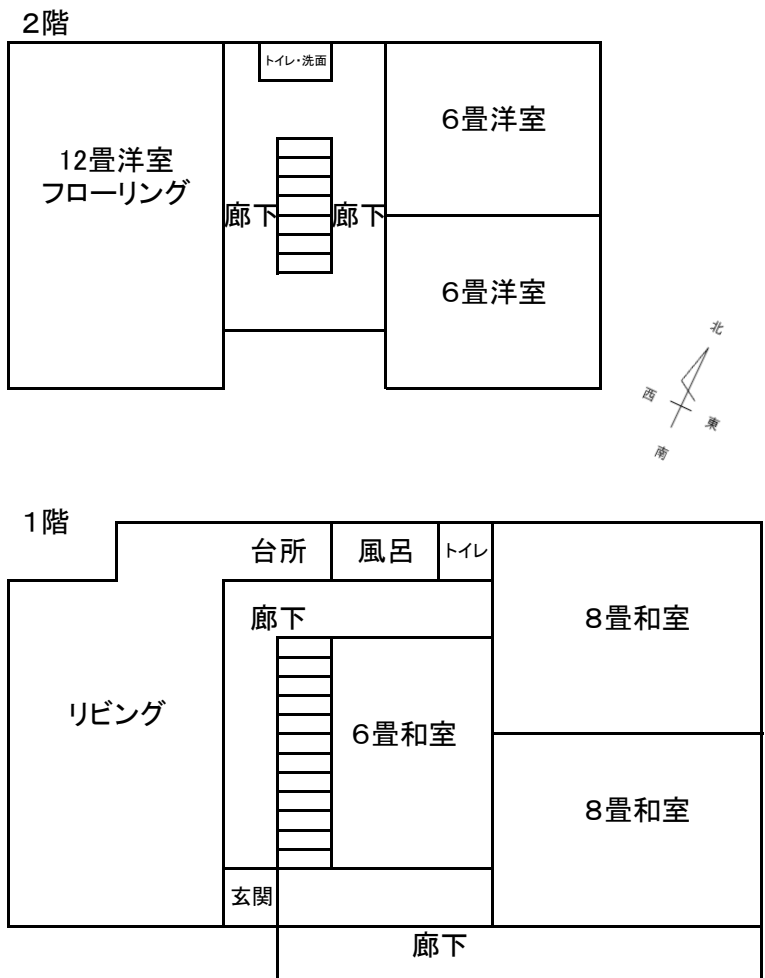 ２階
トイレ・洗面
12畳洋室
フローリング
廊下
廊下
６畳洋室
６畳洋室
北
西
東
南
１階
台所
風呂
トイレ
廊下
８畳和室
リビング
６畳和室
８畳和室
玄関
廊下